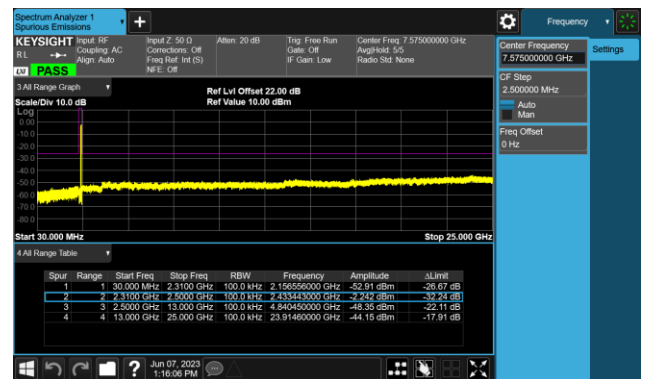 Spectrum Analyzer 1
Spurious Emissions
Frequency
KEYSIGHT Input: RF Input Z: 50 Ω Atten: 20 dB Trig: Free Run Center Freq: 7.575000000 GHz
RL Coupling: AC Corrections: Off Gate: Off Avg|Hold: 5/5
Align: Auto Freq Ref: Int (S) IF Gain: Low Radio Std: None
LXI PASS NFE: Off
Center Frequency
7.575000000 GHz
Settings
CF Step
2.500000 MHz
Auto
Man
Freq Offset
0 Hz
3 All Range Graph
Ref Lvl Offset 22.00 dB
Scale/Div 10.0 dB Ref Value 10.00 dBm
Log
0.00
-10.0
-20.0
-30.0
-40.0
-50.0
-60.0
-70.0
-80.0
Start 30.000 MHz Stop 25.000 GHz
4 All Range Table
Spur Range Start Freq Stop Freq RBW Frequency Amplitude ΔLimit
1 1 30.000 MHz 2.3100 GHz 100.0 kHz 2.156556000 GHz -52.91 dBm -26.67 dB
2 2 2.3100 GHz 2.5000 GHz 100.0 kHz 2.433443000 GHz -2.242 dBm -32.24 dB
3 3 2.5000 GHz 13.000 GHz 100.0 kHz 4.840450000 GHz -48.35 dBm -22.11 dB
4 4 13.000 GHz 25.000 GHz 100.0 kHz 23.91460000 GHz -44.15 dBm -17.91 dB
Jun 07, 2023
1:16:06 PM